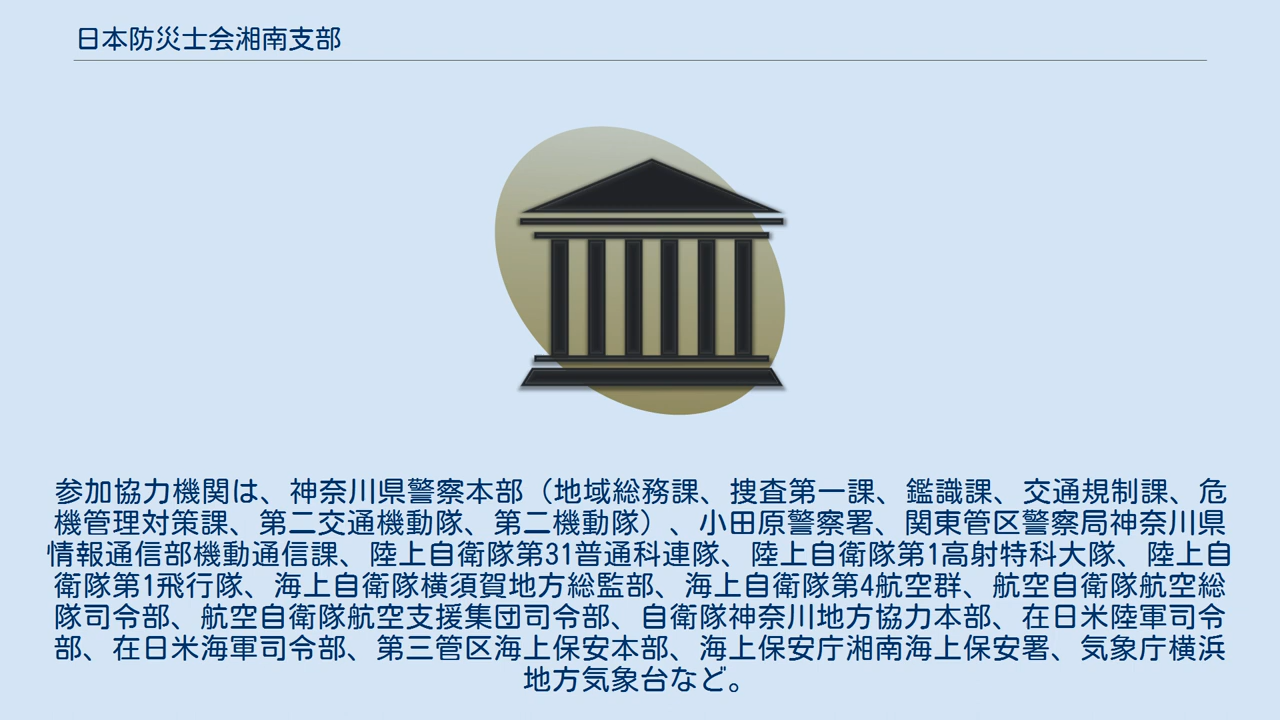 日本防災士会湘南支部
参加協力機関は、神奈川県警察本部（地域総務課、捜査第一課、鑑識課、交通規制課、危
機管理対策課、第二交通機動隊、第二機動隊）、小田原警察署、関東管区警察局神奈川県
情報通信部機動通信課、陸上自衛隊第31普通科連隊、陸上自衛隊第1高射特科大隊、陸上自
衛隊第1飛行隊、海上自衛隊横須賀地方総監部、海上自衛隊第4航空群、航空自衛隊航空総
隊司令部、航空自衛隊航空支援集団司令部、自衛隊神奈川地方協力本部、在日米陸軍司令
部、在日米海軍司令部、第三管区海上保安本部、海上保安庁湘南海上保安署、気象庁横浜
地方気象台など。